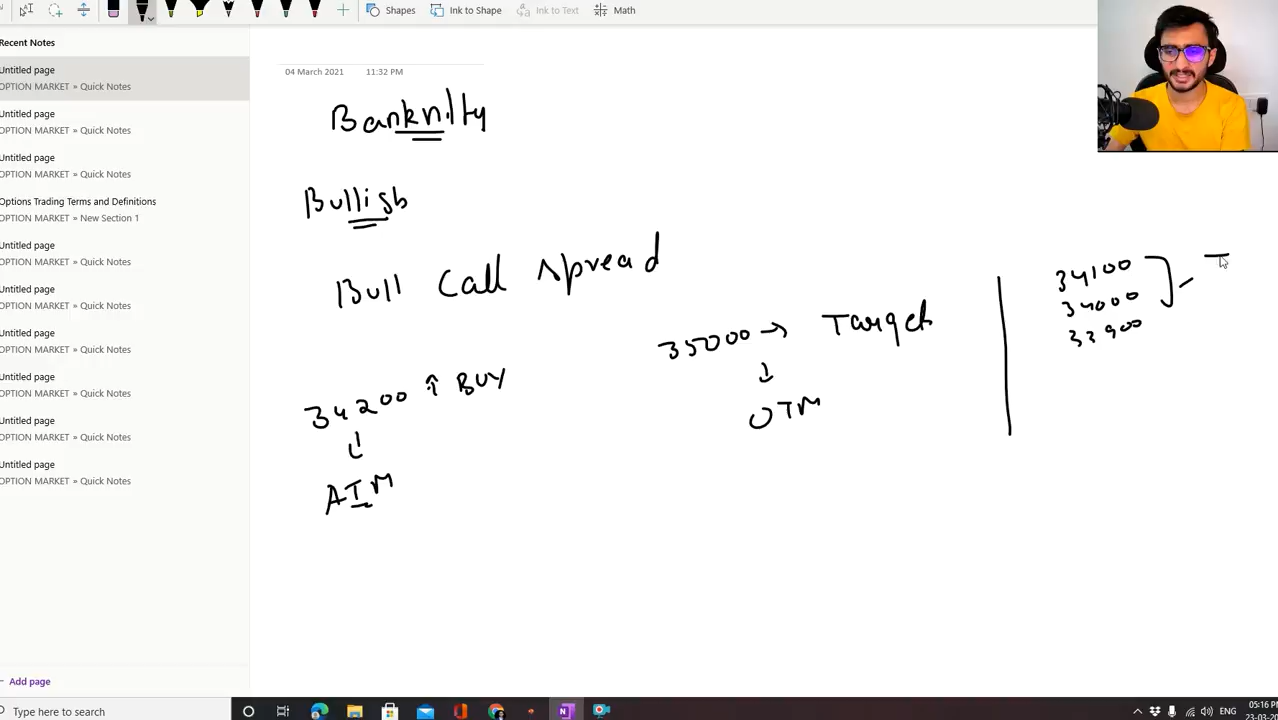 Shapes
Ink to Shape
Ink to Text
Math
Recent Notes
Untitled page
OPTION MARKET » Quick Notes
Untitled page
OPTION MARKET » Quick Notes
Untitled page
OPTION MARKET » Quick Notes
Options Trading Terms and Definitions
OPTION MARKET » New Section 1
Untitled page
OPTION MARKET » Quick Notes
Untitled page
OPTION MARKET » Quick Notes
Untitled page
OPTION MARKET » Quick Notes
Untitled page
OPTION MARKET » Quick Notes
Untitled page
OPTION MARKET » Quick Notes
Untitled page
OPTION MARKET » Quick Notes
Add page
04 March 2021 11:32 PM
Banknifty
Bullish
Bull Call Spread
35000 → Target
↓
OTM
34200 ↑ BUY
↓
ATM
34100
34000
33900
Type here to search
ENG
05:16 PM